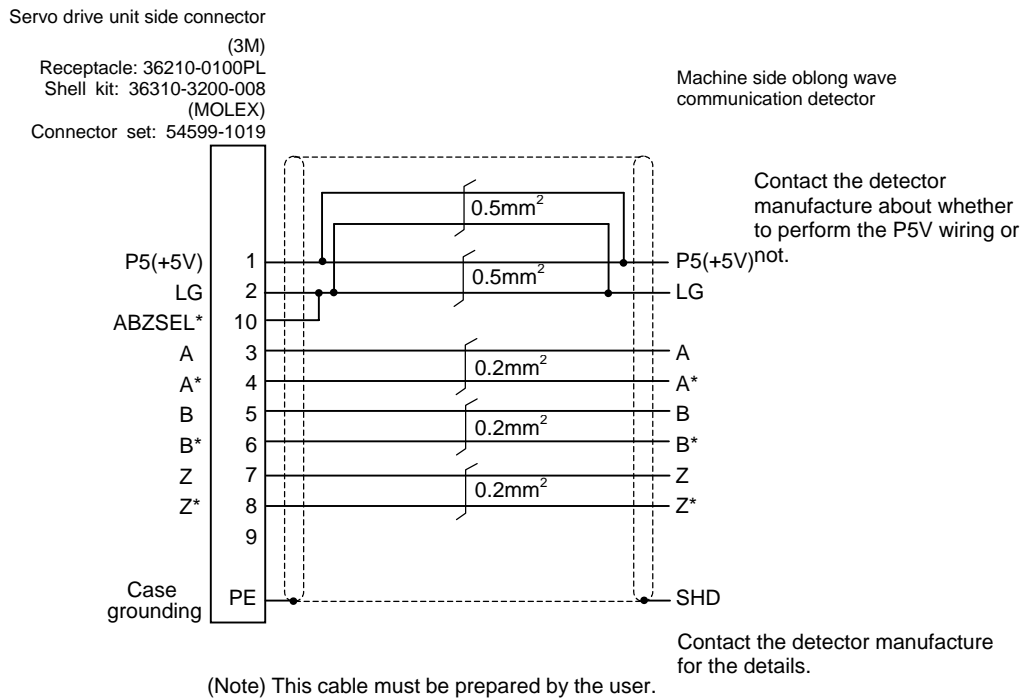 Servo drive unit side connector
(3M)
Receptacle: 36210-0100PL
Shell kit: 36310-3200-008
(MOLEX)
Connector set: 54599-1019
Machine side oblong wave
communication detector
Contact the detector
manufacture about whether
to perform the P5V wiring or
not.
0.5mm²
P5(+5V) 1 0.5mm² P5(+5V)
LG 2 LG
ABZSEL* 10
A 3 0.2mm² A
A* 4 A*
B 5 0.2mm² B
B* 6 B*
Z 7 0.2mm² Z
Z* 8 Z*
9
Case
grounding PE SHD
Contact the detector manufacture
for the details.
(Note) This cable must be prepared by the user.